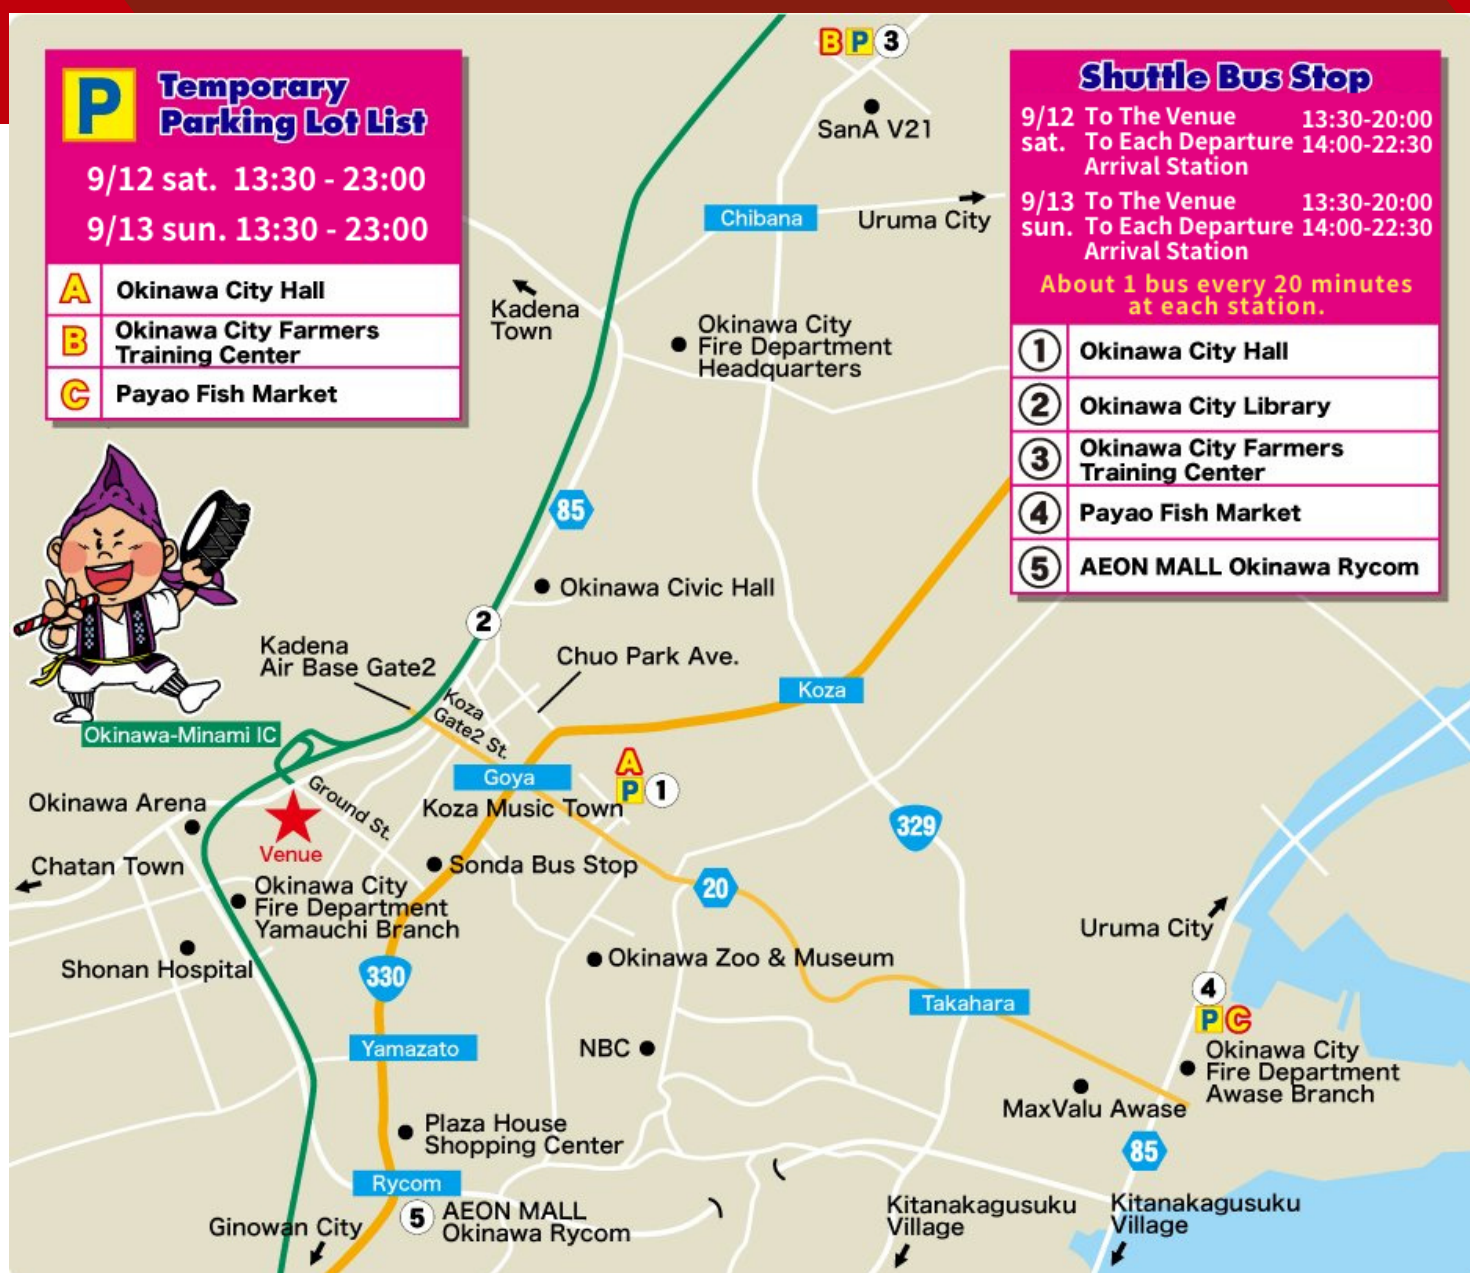 P
Temporary
Parking Lot List
9/12 sat. 13:30 - 23:00
9/13 sun. 13:30 - 23:00
A Okinawa City Hall
B Okinawa City Farmers
Training Center
C Payao Fish Market
Shuttle Bus Stop
9/12 To The Venue 13:30-20:00
sat. To Each Departure 14:00-22:30
Arrival Station
9/13 To The Venue 13:30-20:00
sun. To Each Departure 14:00-22:30
Arrival Station
About 1 bus every 20 minutes
at each station.
1 Okinawa City Hall
2 Okinawa City Library
3 Okinawa City Farmers
Training Center
4 Payao Fish Market
5 AEON MALL Okinawa Rycom
B P 3
SanA V21
Chibana
Uruma City
Kadena
Town
Okinawa City
Fire Department
Headquarters
85
Okinawa Civic Hall
2
Kadena
Air Base Gate2
Chuo Park Ave.
Koza
Gate2 St.
Koza
Okinawa-Minami IC
Goya
A
P 1
Koza Music Town
Ground St.
Okinawa Arena
Venue
329
Chatan Town
Sonda Bus Stop
Okinawa City
Fire Department
Yamauchi Branch
20
Uruma City
Shonan Hospital
330
Okinawa Zoo & Museum
Takahara
4
P C
Yamazato
NBC
Okinawa City
Fire Department
Awase Branch
MaxValu Awase
Plaza House
Shopping Center
85
Rycom
5 AEON MALL
Okinawa Rycom
Ginowan City
Kitanakagusuku
Village
Kitanakagusuku
Village